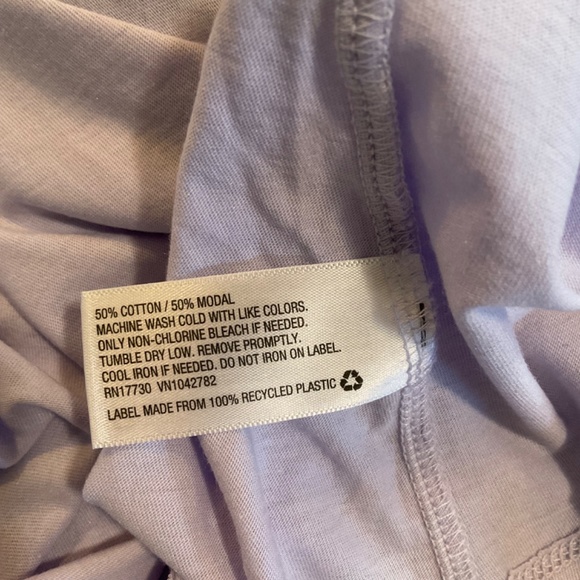 50% COTTON / 50% MODAL
MACHINE WASH COLD WITH LIKE COLORS.
ONLY NON-CHLORINE BLEACH IF NEEDED.
TUMBLE DRY LOW. REMOVE PROMPTLY.
COOL IRON IF NEEDED. DO NOT IRON ON LABEL.
RN17730 VN1042782
LABEL MADE FROM 100% RECYCLED PLASTIC